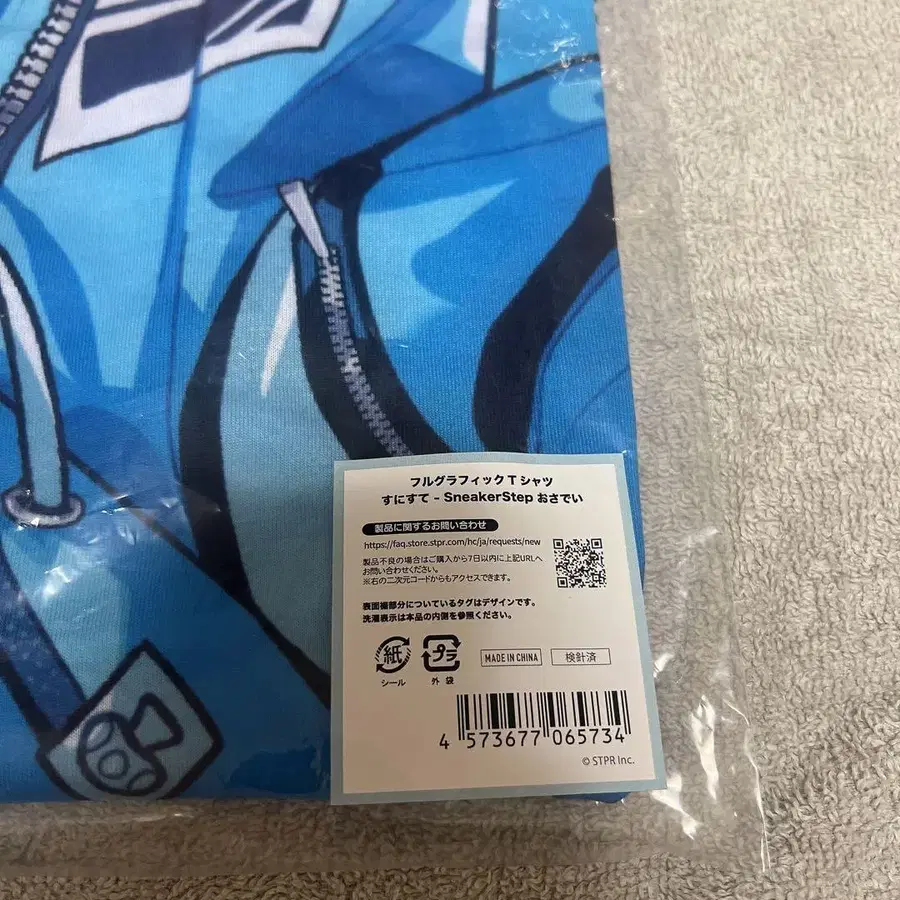 フルグラフィックTシャツ
すにすて - SneakerStep おさでい
製品に関するお問い合わせ
https://faq.store.stpr.com/hc/ja/requests/new
製品不良の場合はご購入から7日以内に上記URLへ
お問い合わせください。
※右の二次元コードからもアクセスできます。
表面裾部分についているタグはデザインです。
洗濯表示は本品の内側を参照ください。
紙
シール
プラ
外袋
MADE IN CHINA
検針済
4 573677 065734
© STPR Inc.